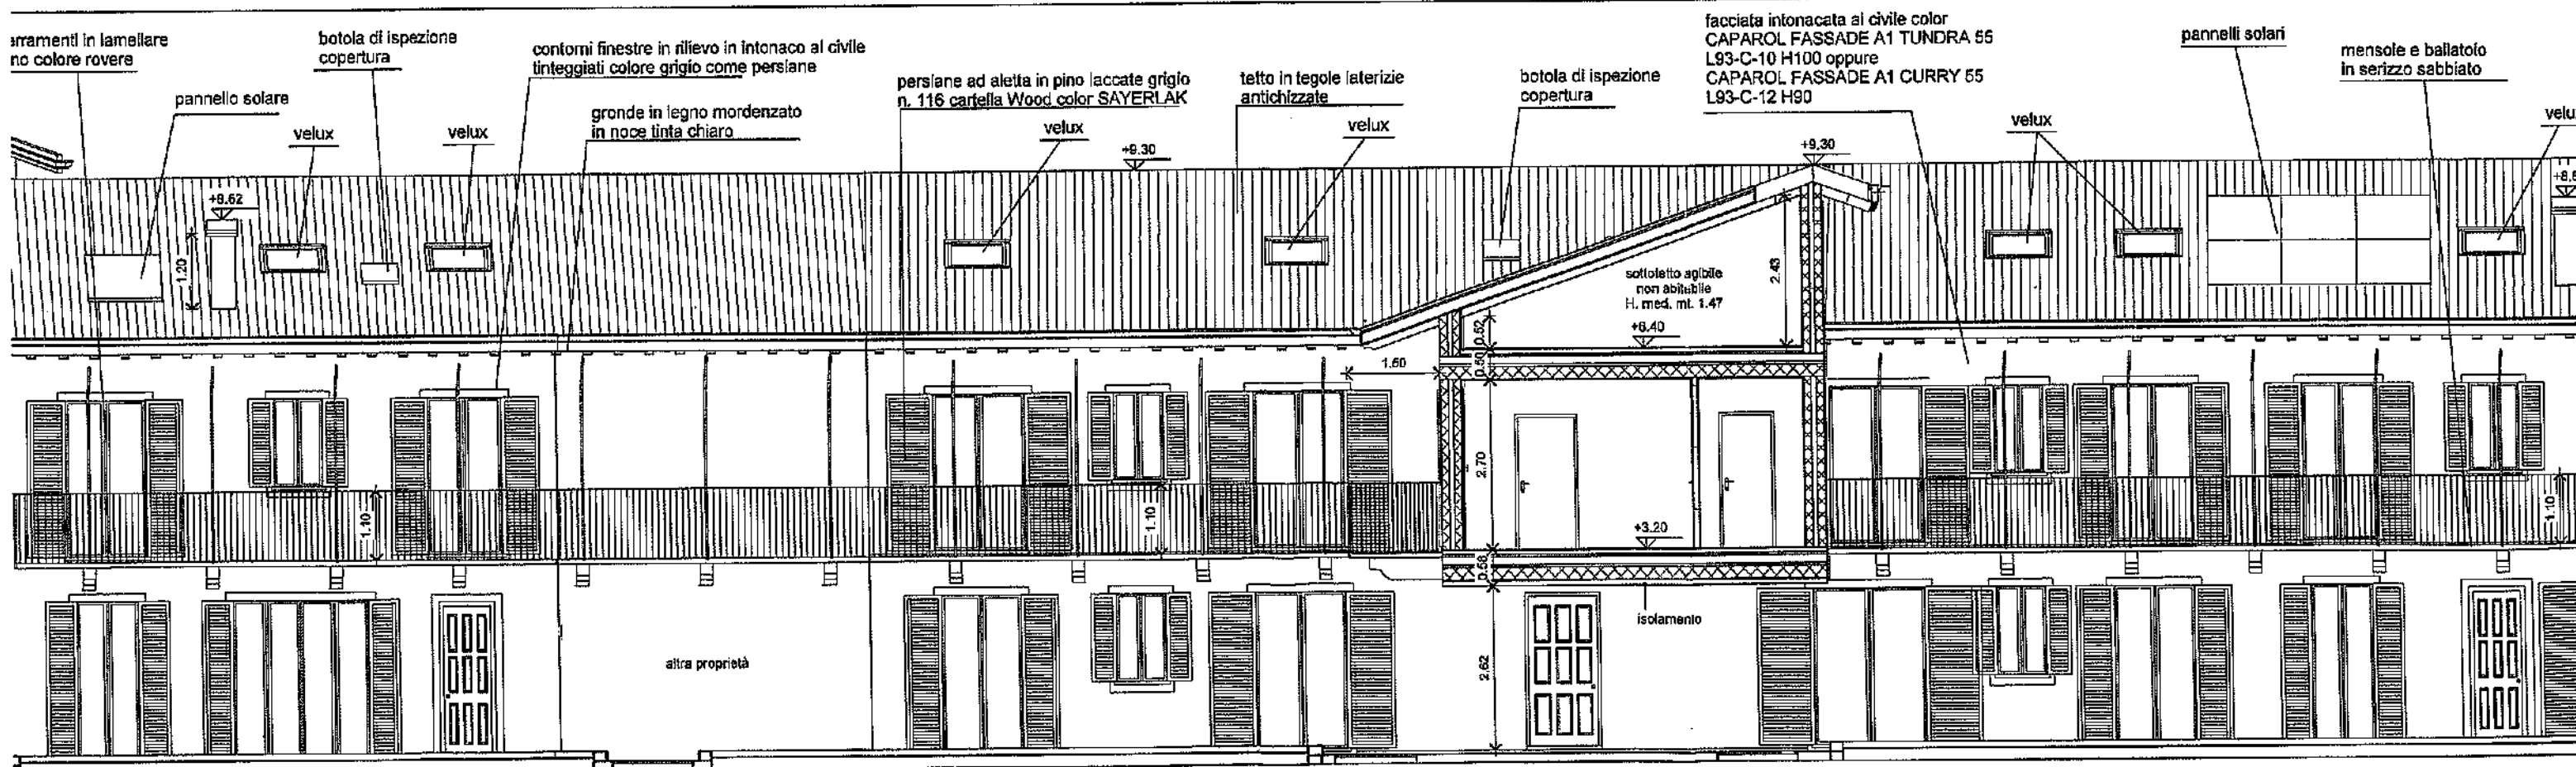 no colore rovere
botola di ispezione
copertura
contorni finestre in rilievo in intonaco al civile
tinteggiati colore grigio come persiane
pannello solare
velux
velux
gronde in legno mordenzato
in noce tinta chiaro
persiane ad aletta in pino laccate grigio
n. 116 cartella Wood color SAYERLAK
velux
tetto in tegole laterizie
antichizzate
velux
botola di ispezione
copertura
facciata intonacata al civile color
CAPAROL FASSADE A1 TUNDRA 55
L93-C-10 H100 oppure
CAPAROL FASSADE A1 CURRY 55
L93-C-12 H90
velux
pannelli solari
mensole e ballatoio
in serizzo sabbiato
+8.62
1.20
+9.30
+9.30
sottotetto agibile
non abitabile
H. med. mt. 1.47
2.43
+6.40
0.52
0.50
1.50
2.70
+3.20
0.58
1.10
1.10
1.10
isolamento
2.62
altra proprietà